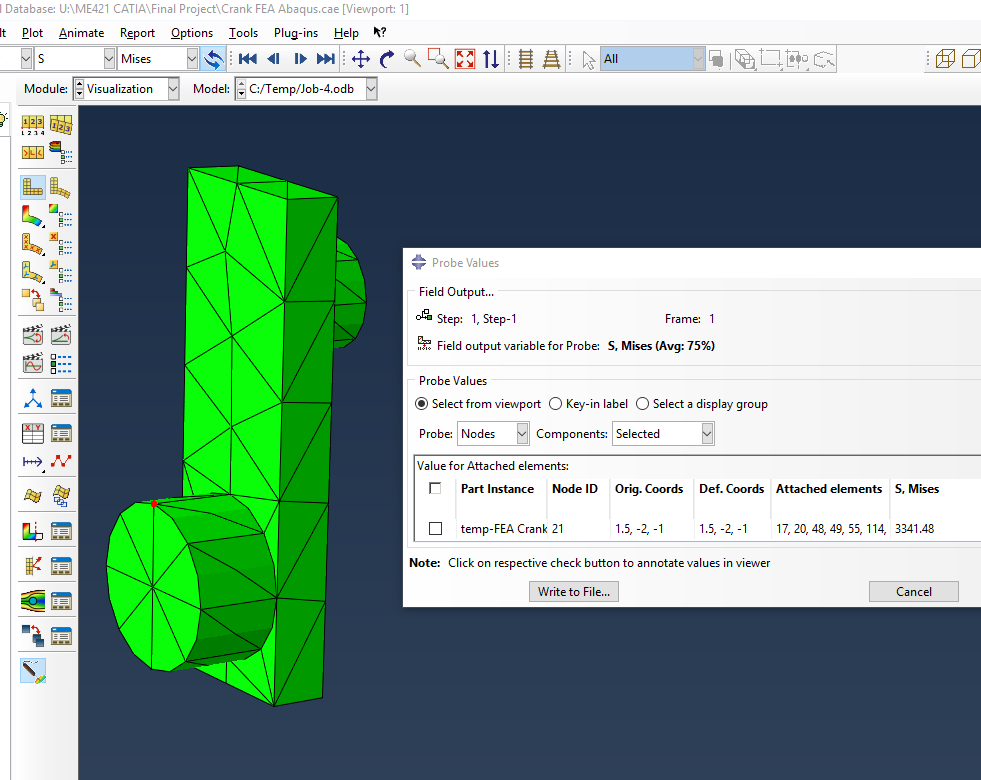 l Database: U:\ME421 CATIA\Final Project\Crank FEA Abaqus.cae [Viewport: 1]
lt Plot Animate Report Options Tools Plug-ins Help
S Mises All
Module: Visualization Model: C:/Temp/Job-4.odb
Probe Values
Field Output...
Step: 1, Step-1 Frame: 1
Field output variable for Probe: S, Mises (Avg: 75%)
Probe Values
Select from viewport Key-in label Select a display group
Probe: Nodes Components: Selected
Value for Attached elements:
Part Instance Node ID Orig. Coords Def. Coords Attached elements S, Mises
temp-FEA Crank 21 1.5, -2, -1 1.5, -2, -1 17, 20, 48, 49, 55, 114, 3341.48
Note: Click on respective check button to annotate values in viewer
Write to File... Cancel